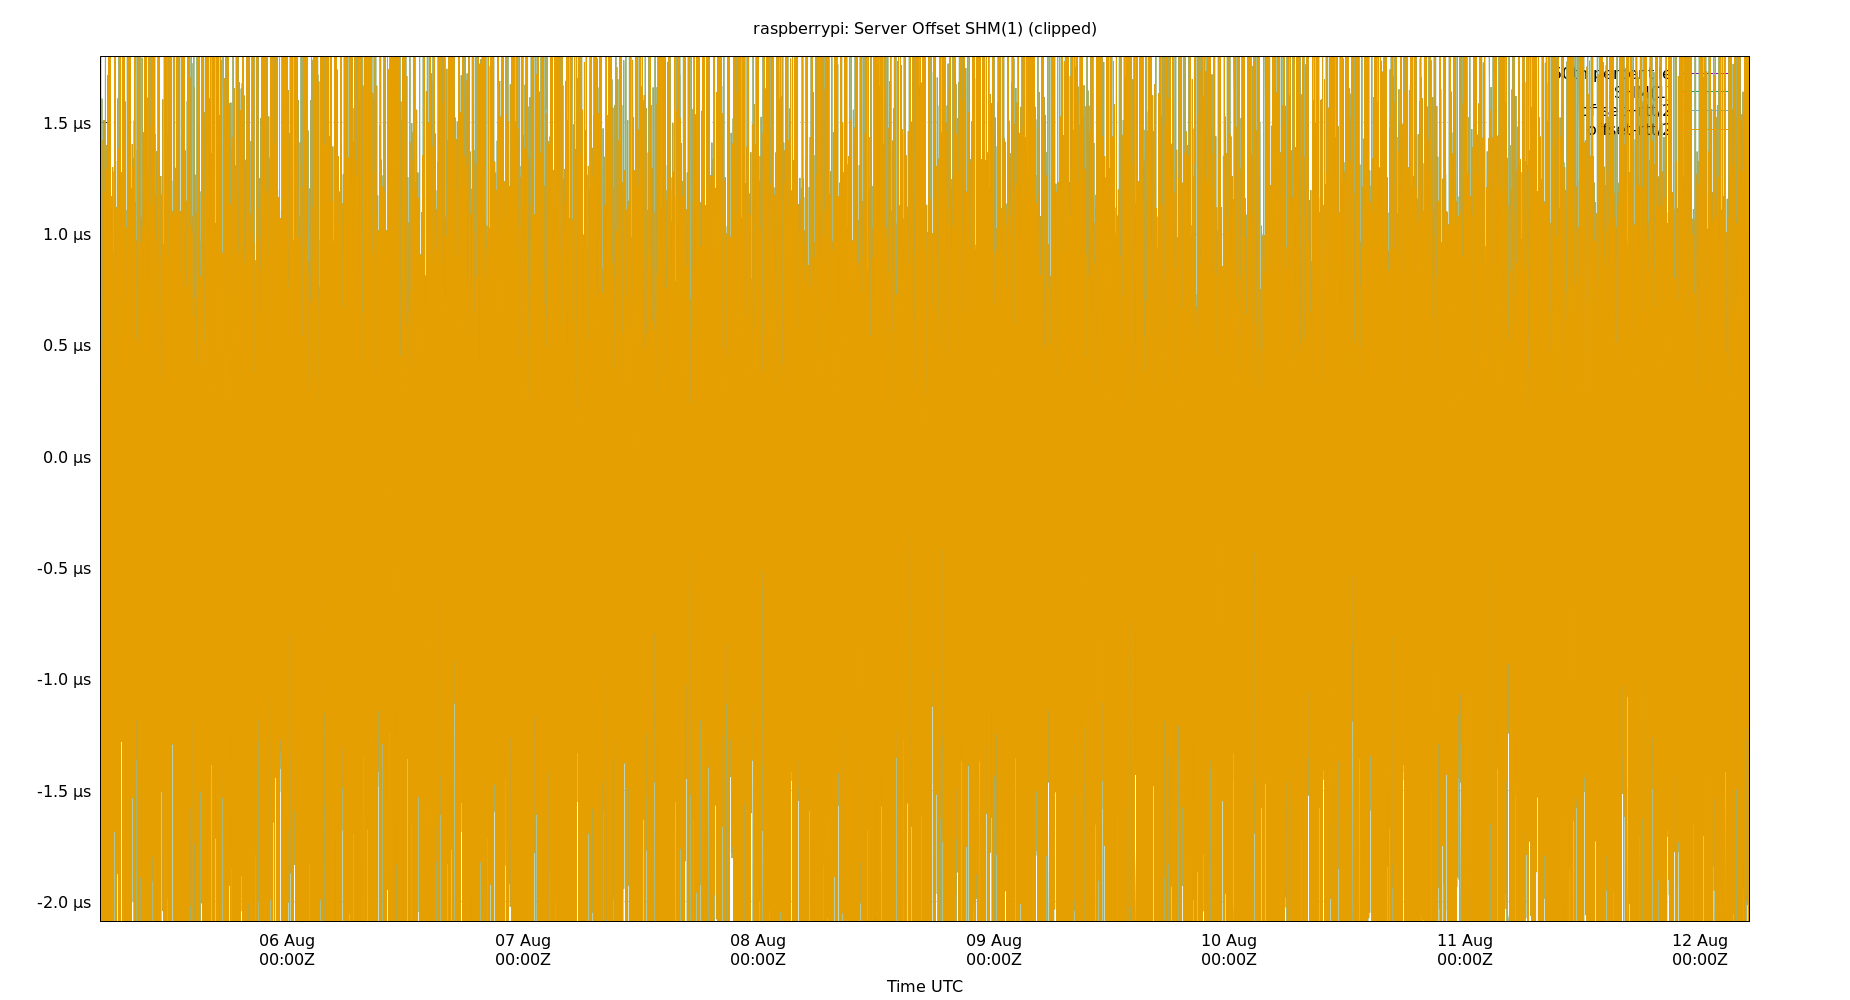 raspberrypi: Server Offset SHM(1) (clipped)
1.5 µs
1.0 µs
0.5 µs
0.0 µs
-0.5 µs
-1.0 µs
-1.5 µs
-2.0 µs
06 Aug 07 Aug 08 Aug 09 Aug 10 Aug 11 Aug 12 Aug
00:00Z 00:00Z 00:00Z 00:00Z 00:00Z 00:00Z 00:00Z
Time UTC